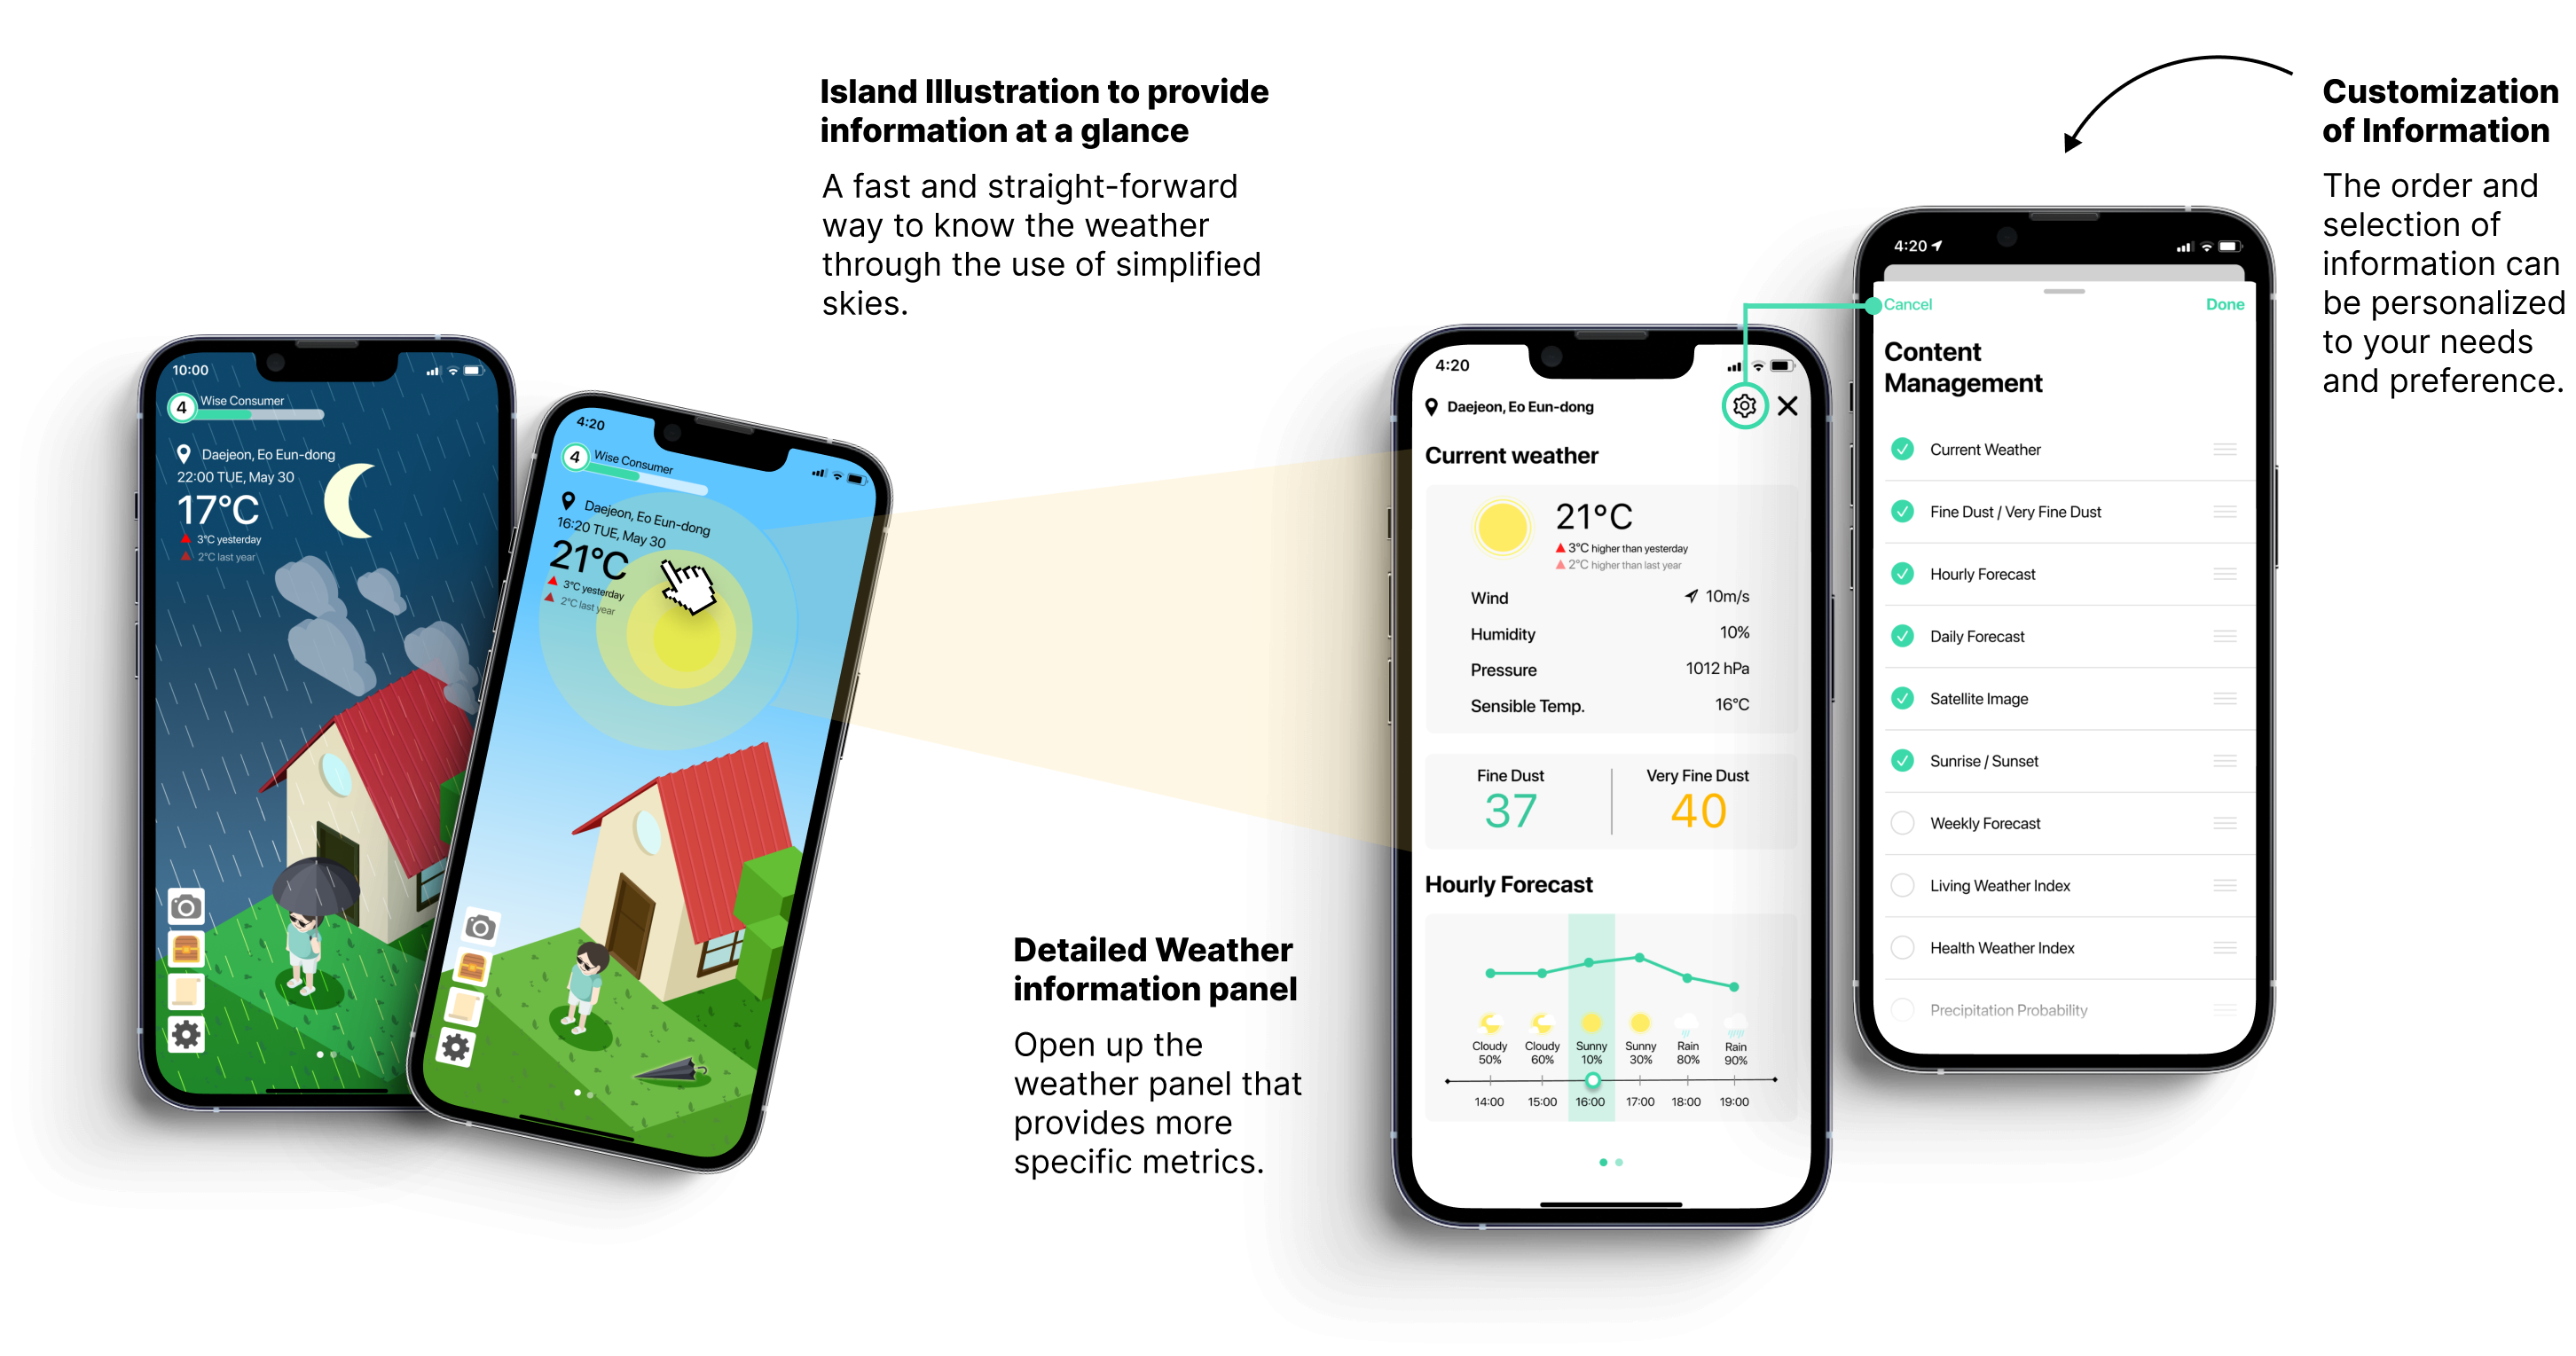 Island Illustration to provide
information at a glance
A fast and straight-forward
way to know the weather
through the use of simplified
skies.
Customization
of Information
The order and
selection of
information can
be personalized
to your needs
and preference.
10:00
4
Wise Consumer
Daejeon, Eo Eun-dong
22:00 TUE, May 30
17°C
3°C yesterday
2°C last year
4:20
4
Wise Consumer
Daejeon, Eo Eun-dong
16:20 TUE, May 30
21°C
3°C yesterday
2°C last year
Detailed Weather
information panel
Open up the
weather panel that
provides more
specific metrics.
4:20
Daejeon, Eo Eun-dong
Current weather
21°C
3°C higher than yesterday
2°C higher than last year
Wind 10m/s
Humidity 10%
Pressure 1012 hPa
Sensible Temp. 16°C
Fine Dust Very Fine Dust
37 40
Hourly Forecast
Cloudy Cloudy Sunny Sunny Rain Rain
50% 60% 10% 30% 80% 90%
14:00 15:00 16:00 17:00 18:00 19:00
4:20
Cancel Done
Content
Management
Current Weather
Fine Dust / Very Fine Dust
Hourly Forecast
Daily Forecast
Satellite Image
Sunrise / Sunset
Weekly Forecast
Living Weather Index
Health Weather Index
Precipitation Probability